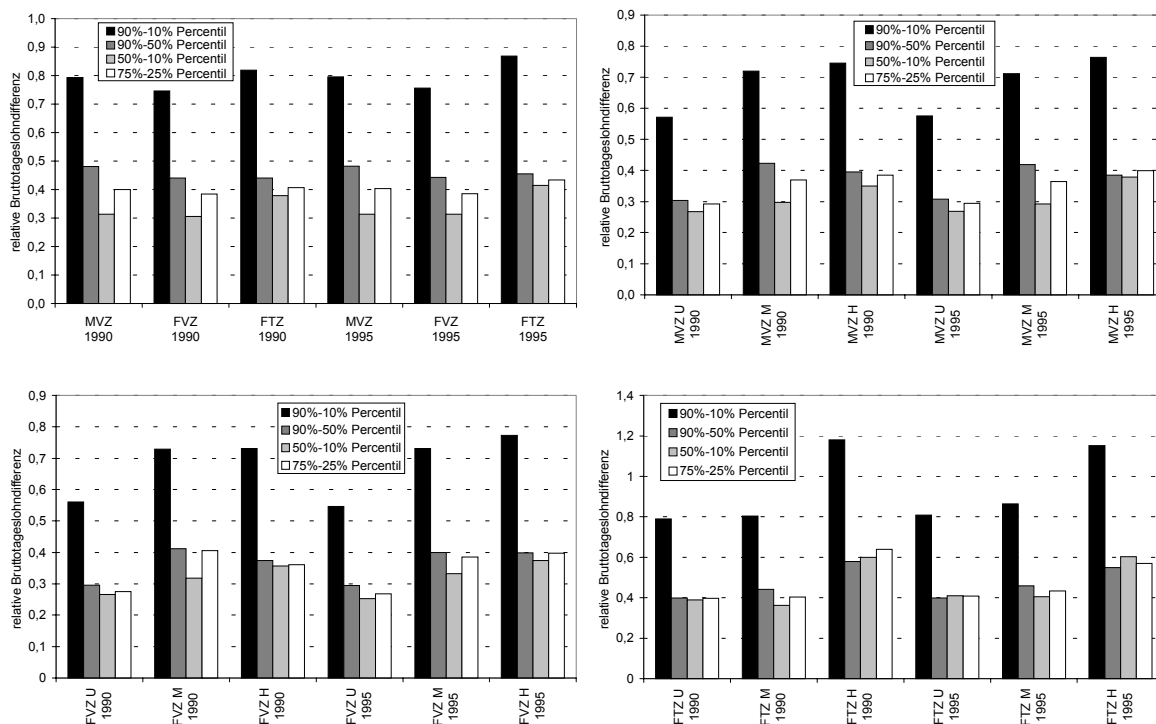 relative Bruttotageslohndifferenz
1,0
0,9
0,8
0,7
0,6
0,5
0,4
0,3
0,2
0,1
0,0
90%-10% Percentil
90%-50% Percentil
50%-10% Percentil
75%-25% Percentil
MVZ 1990
FVZ 1990
FTZ 1990
MVZ 1995
FVZ 1995
FTZ 1995
relative Bruttotageslohndifferenz
0,9
0,8
0,7
0,6
0,5
0,4
0,3
0,2
0,1
0,0
90%-10% Percentil
90%-50% Percentil
50%-10% Percentil
75%-25% Percentil
MVZ U 1990
MVZ M 1990
MVZ H 1990
MVZ U 1995
MVZ M 1995
MVZ H 1995
relative Bruttotageslohndifferenz
0,9
0,8
0,7
0,6
0,5
0,4
0,3
0,2
0,1
0
90%-10% Percentil
90%-50% Percentil
50%-10% Percentil
75%-25% Percentil
FVZ U 1990
FVZ M 1990
FVZ H 1990
FVZ U 1995
FVZ M 1995
FVZ H 1995
relative Bruttotageslohndifferenz
1,4
1,2
1
0,8
0,6
0,4
0,2
0
90%-10% Percentil
90%-50% Percentil
50%-10% Percentil
75%-25% Percentil
FTZ U 1990
FTZ M 1990
FTZ H 1990
FTZ U 1995
FTZ M 1995
FTZ H 1995